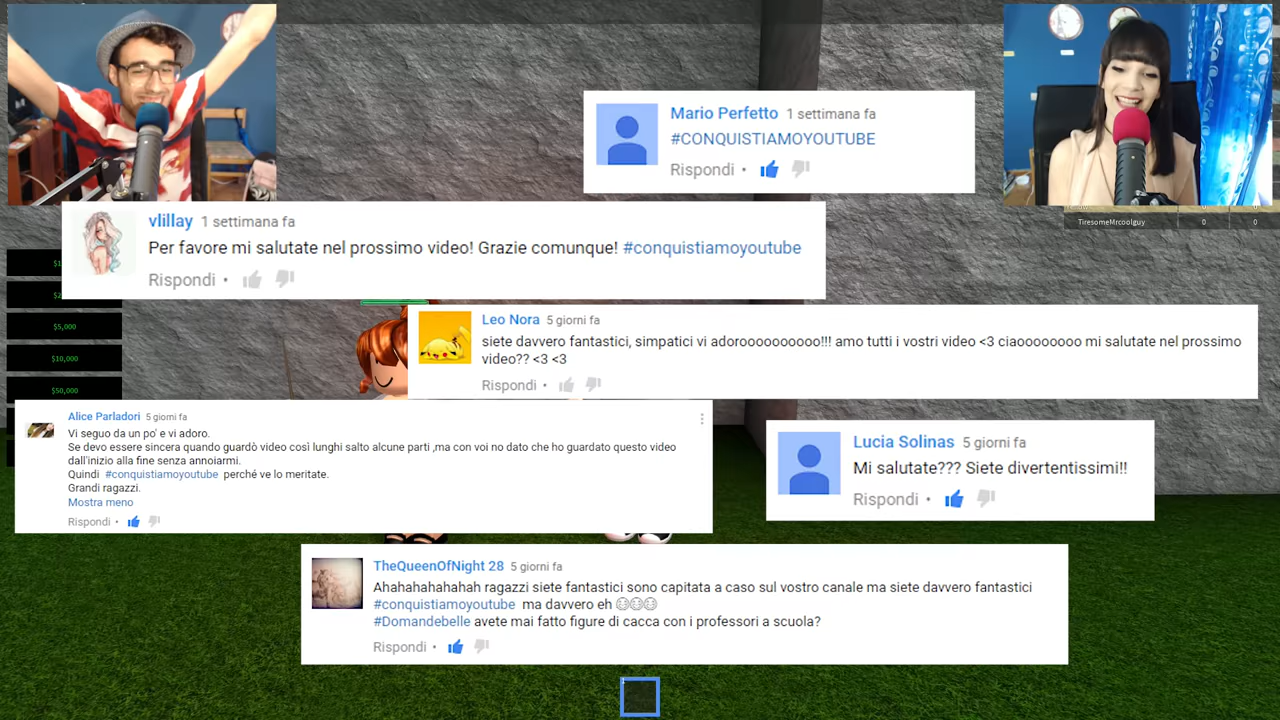 Mario Perfetto 1 settimana fa
#CONQUISTIAMOYOUTUBE
Rispondi •
TiresomeMrcoolguy 0 0
vlillay 1 settimana fa
Per favore mi salutate nel prossimo video! Grazie comunque! #conquistiamoyoutube
Rispondi •
Leo Nora 5 giorni fa
siete davvero fantastici, simpatici vi adoroooooooooo!!! amo tutti i vostri video <3 ciaoooooooo mi salutate nel prossimo
video?? <3 <3
Rispondi •
$5,000
$10,000
$50,000
Alice Parladori 5 giorni fa
Vi seguo da un po' e vi adoro.
Se devo essere sincera quando guardò video così lunghi salto alcune parti ,ma con voi no dato che ho guardato questo video
dall'inizio alla fine senza annoiarmi.
Quindi #conquistiamoyoutube perché ve lo meritate.
Grandi ragazzi.
Mostra meno
Rispondi •
Lucia Solinas 5 giorni fa
Mi salutate??? Siete divertentissimi!!
Rispondi •
TheQueenOfNight 28 5 giorni fa
Ahahahahahahah ragazzi siete fantastici sono capitata a caso sul vostro canale ma siete davvero fantastici
#conquistiamoyoutube ma davvero eh
#Domandebelle avete mai fatto figure di cacca con i professori a scuola?
Rispondi •